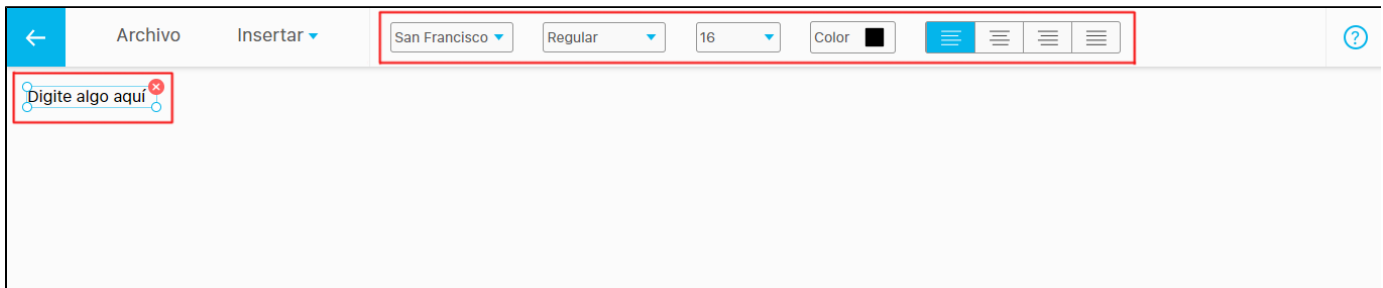 Archivo Insertar San Francisco Regular 16 Color ?
Digite algo aquí